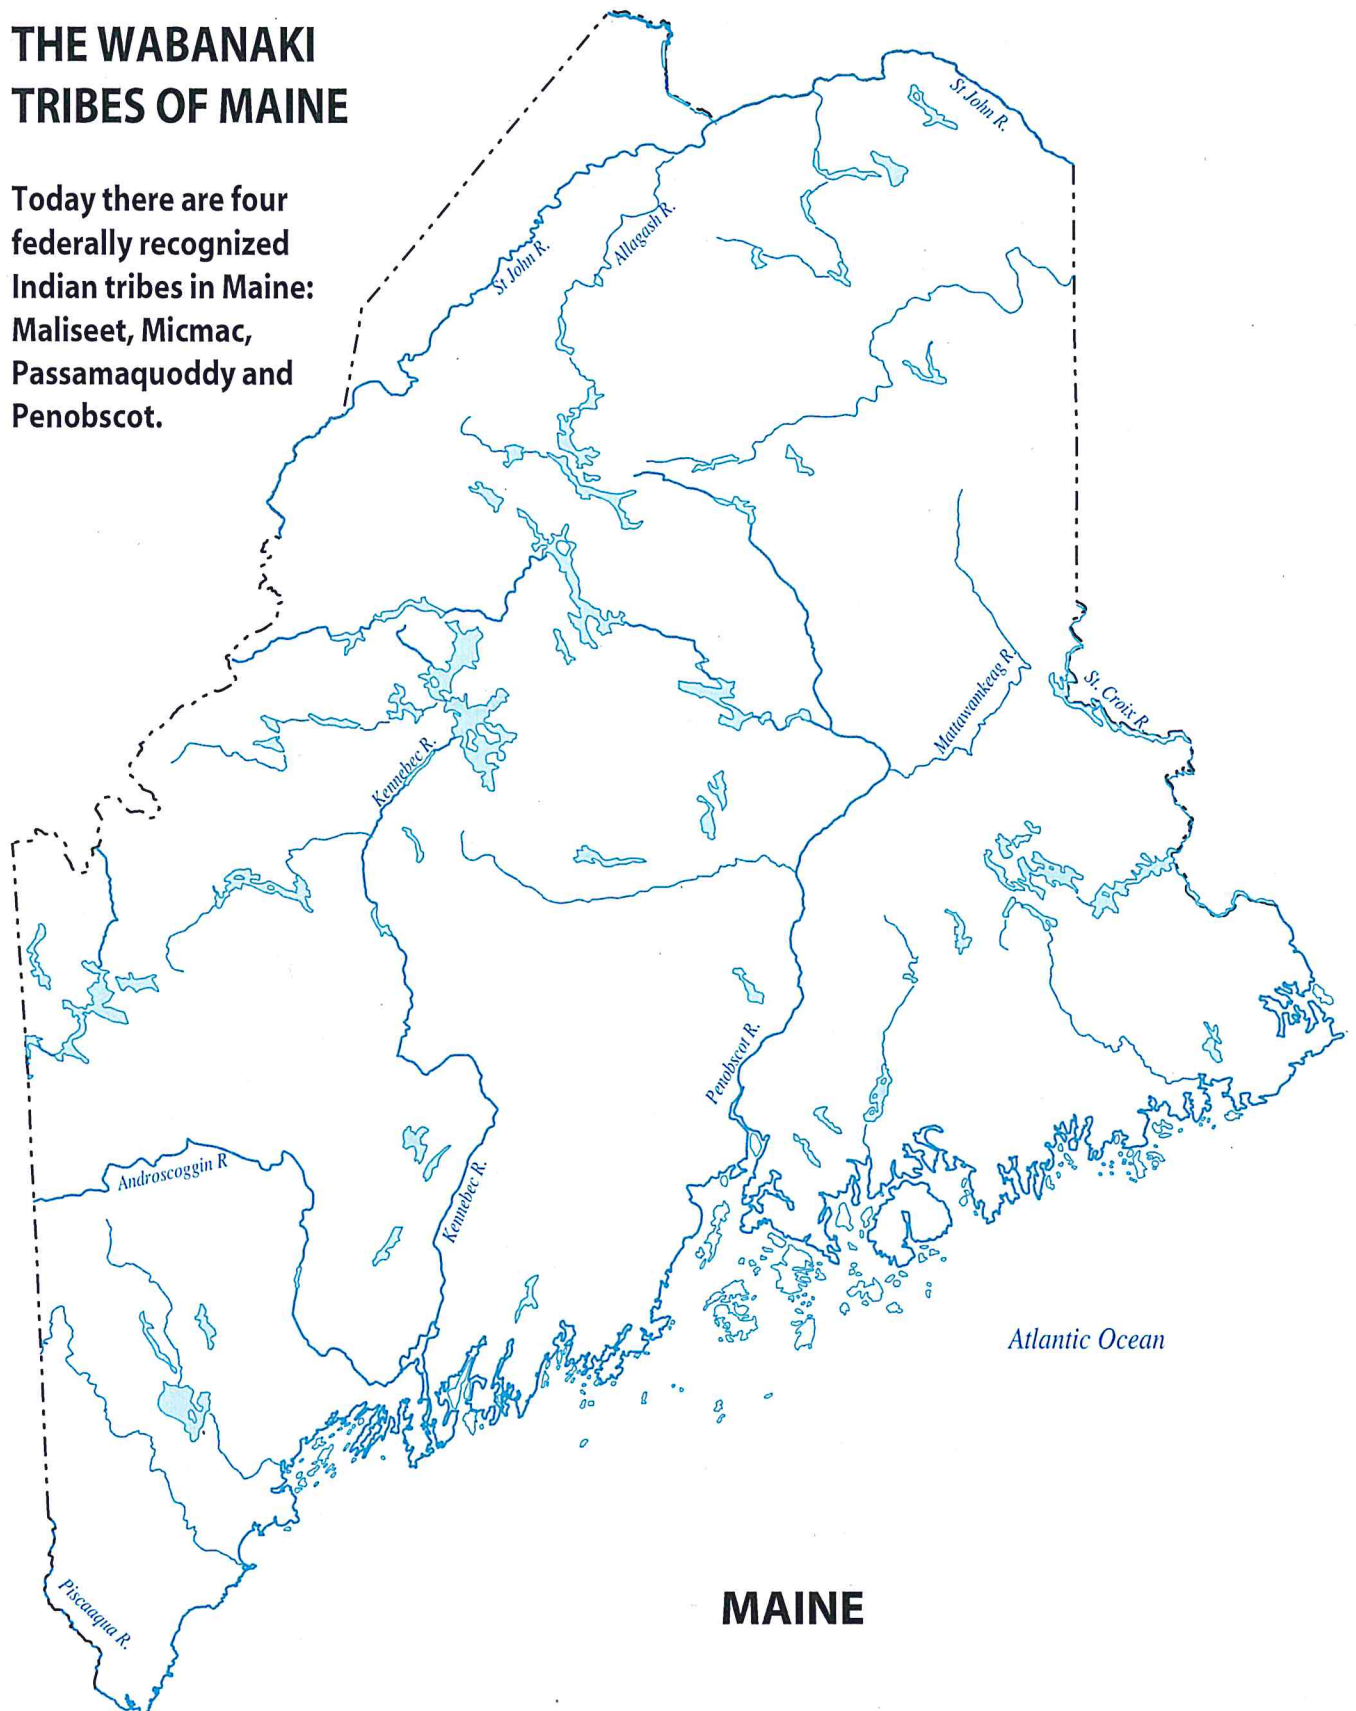 THE WABANAKI
TRIBES OF MAINE
Today there are four
federally recognized
Indian tribes in Maine:
Maliseet, Micmac,
Passamaquoddy and
Penobscot.
St John R.
St John R.
Allagash R.
Mattawamkeag R.
St. Croix R.
Kennebec R.
Penobscot R.
Androscoggin R
Kennebec R.
Atlantic Ocean
Piscaaqua R.
MAINE